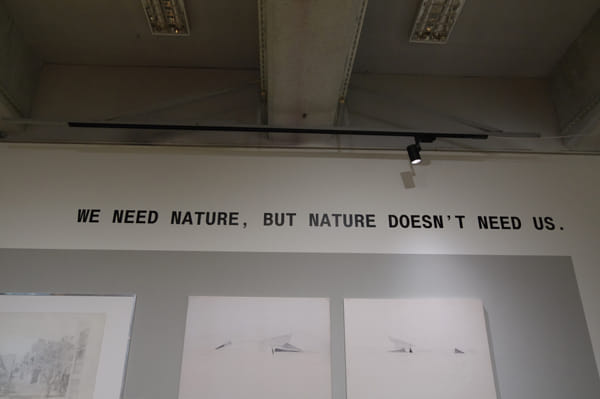 WE NEED NATURE, BUT NATURE DOESN'T NEED US.